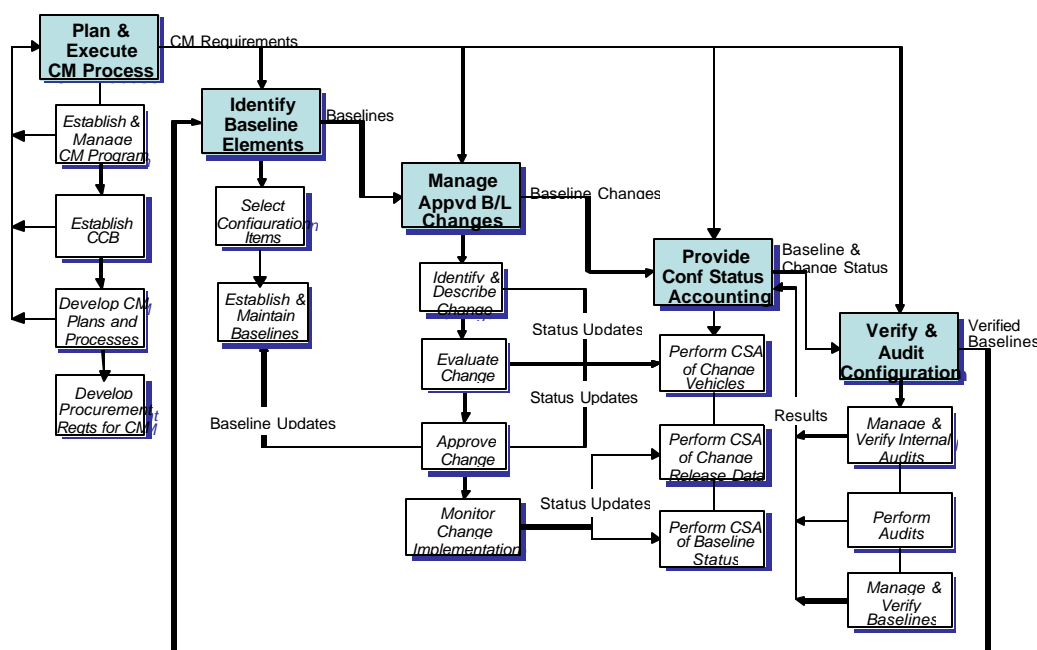 Plan &
Execute
CM Process
CM Requirements
Establish &
Manage
CM Program
Establish
CCB
Develop CM
Plans and
Processes
Develop
Procurement
Reqts for CM
Identify
Baseline
Elements
Baselines
Select
Configuration
Items
Establish &
Maintain
Baselines
Baseline Updates
Manage
Appvd B/L
Changes
Baseline Changes
Identify &
Describe
Change
Status Updates
Evaluate
Change
Status Updates
Approve
Change
Monitor
Change
Implementation
Status Updates
Provide
Conf Status
Accounting
Baseline &
Change Status
Perform CSA
of Change
Vehicles
Perform CSA
of Change
Release Data
Perform CSA
of Baseline
Status
Verify &
Audit
Configuration
Verified
Baselines
Results
Manage &
Verify Internal
Audits
Perform
Audits
Manage &
Verify
Baselines